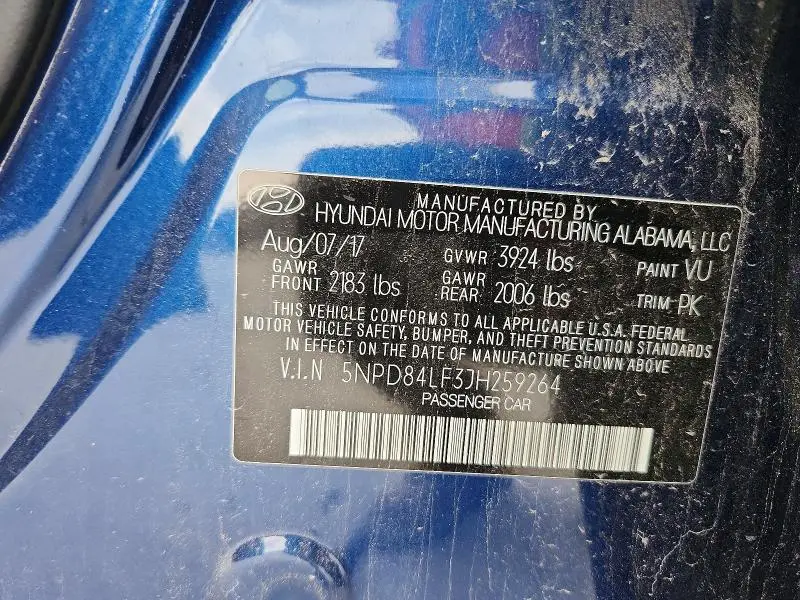 MANUFACTURED BY
HYUNDAI MOTOR MANUFACTURING ALABAMA, LLC
Aug/07/17 GVWR 3924 lbs PAINT VU
GAWR FRONT 2183 lbs GAWR REAR 2006 lbs TRIM PK
THIS VEHICLE CONFORMS TO ALL APPLICABLE U.S.A. FEDERAL
MOTOR VEHICLE SAFETY, BUMPER, AND THEFT PREVENTION STANDARDS
IN EFFECT ON THE DATE OF MANUFACTURE SHOWN ABOVE
V.I.N 5NPD84LF3JH259264
PASSENGER CAR